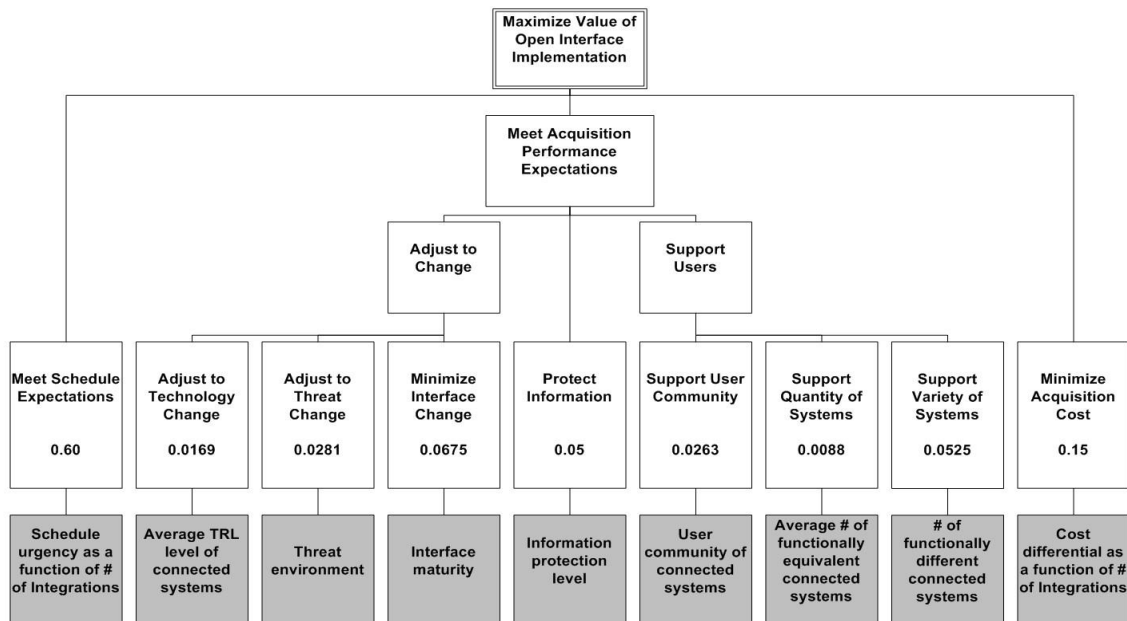 Maximize Value of
Open Interface
Implementation
Meet Acquisition
Performance
Expectations
Adjust to
Change
Support
Users
Meet Schedule
Expectations
0.60
Adjust to
Technology
Change
0.0169
Adjust to
Threat
Change
0.0281
Minimize
Interface
Change
0.0675
Protect
Information
0.05
Support User
Community
0.0263
Support
Quantity of
Systems
0.0088
Support
Variety of
Systems
0.0525
Minimize
Acquisition
Cost
0.15
Schedule
urgency as a
function of #
of Integrations
Average TRL
level of
connected
systems
Threat
environment
Interface
maturity
Information
protection
level
User
community of
connected
systems
Average # of
functionally
equivalent
connected
systems
# of
functionally
different
connected
systems
Cost
differential as
a function of #
of Integrations